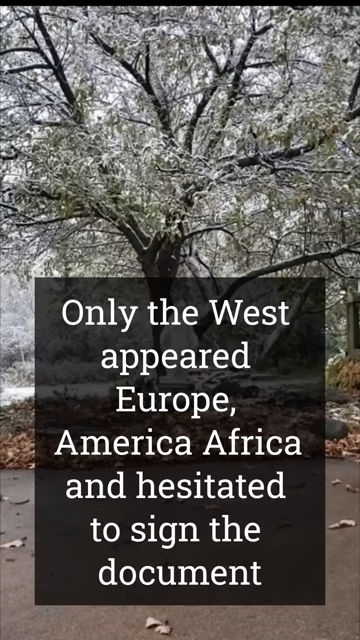 Only the West
appeared
Europe,
America Africa
and hesitated
to sign the
document